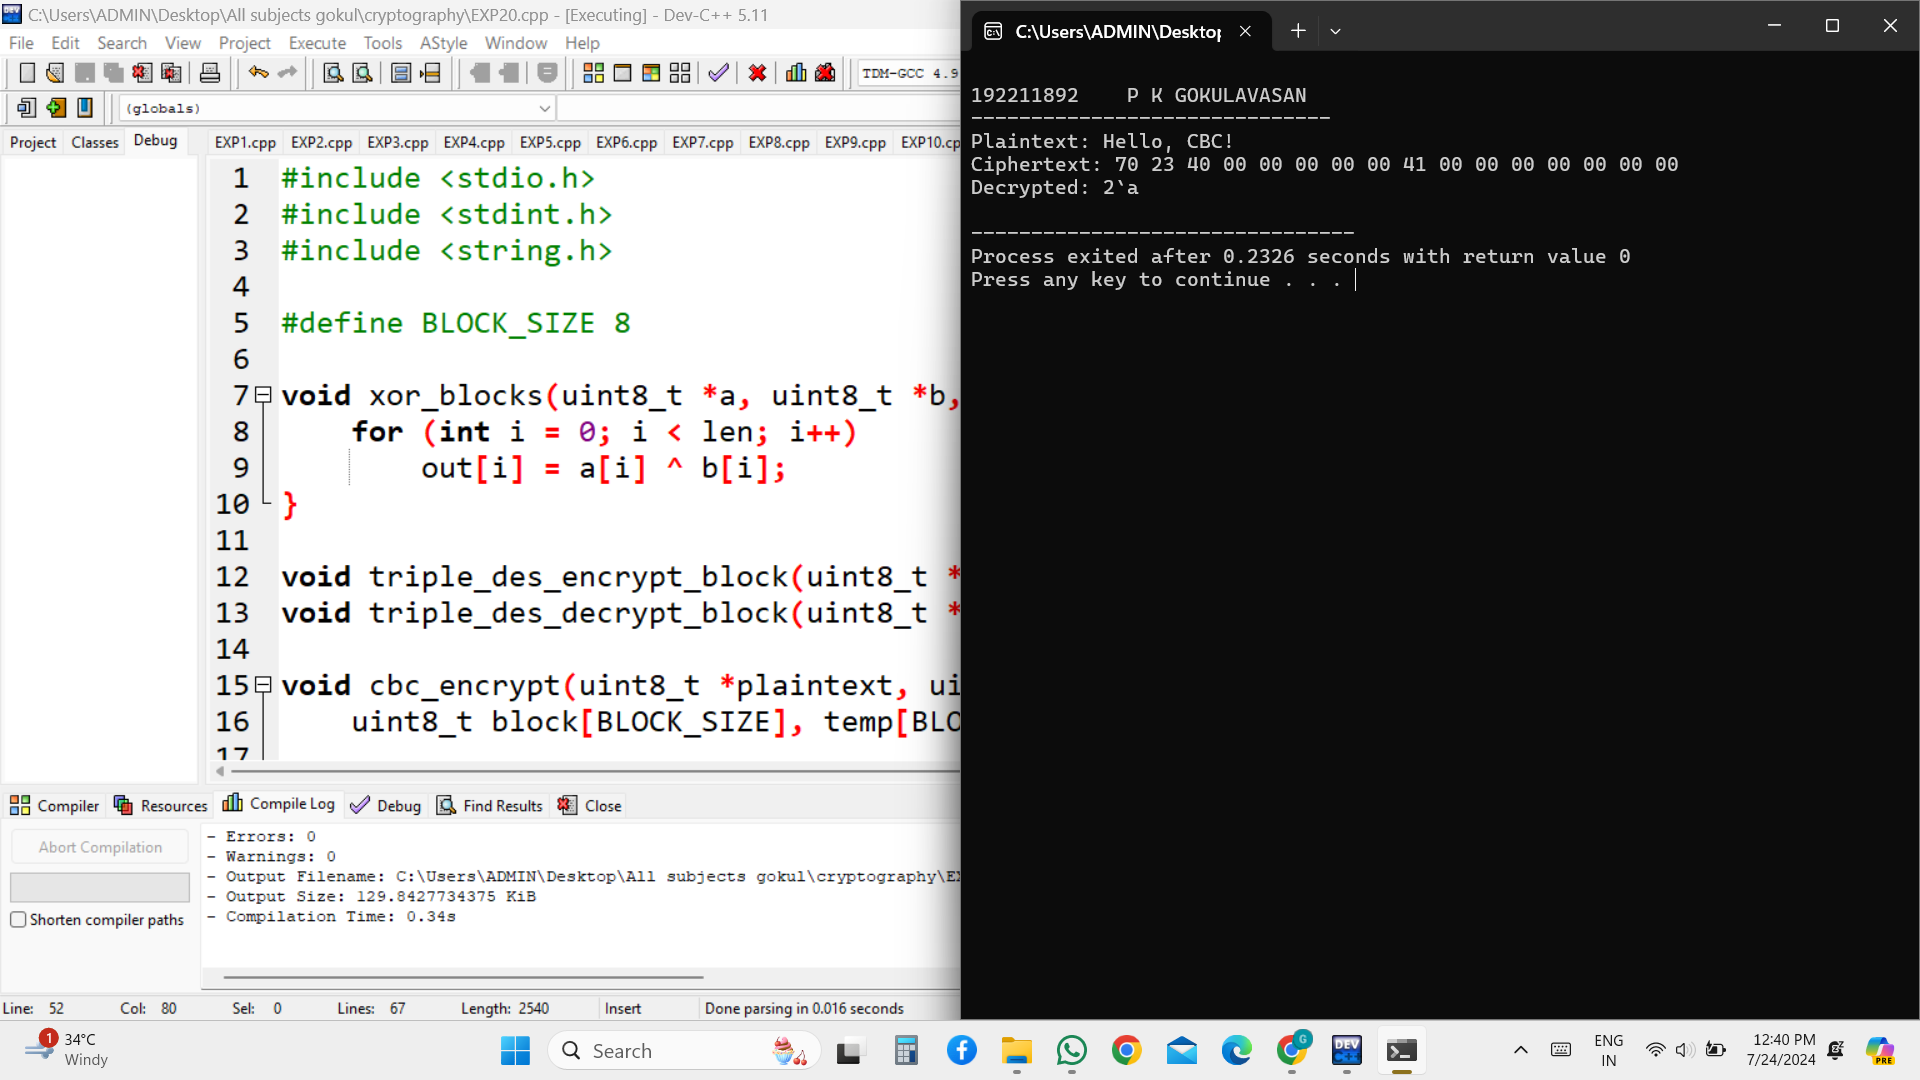 C:\Users\ADMIN\Desktop\All subjects gokul\cryptography\EXP20.cpp - [Executing] - Dev-C++ 5.11
File Edit Search View Project Execute Tools AStyle Window Help
TDM-GCC 4.9
(globals)
Project Classes Debug
EXP1.cpp EXP2.cpp EXP3.cpp EXP4.cpp EXP5.cpp EXP6.cpp EXP7.cpp EXP8.cpp EXP9.cpp EXP10.cp
1 #include <stdio.h>
2 #include <stdint.h>
3 #include <string.h>
4
5 #define BLOCK_SIZE 8
6
7 void xor_blocks(uint8_t *a, uint8_t *b,
8 for (int i = 0; i < len; i++)
9 out[i] = a[i] ^ b[i];
10 }
11
12 void triple_des_encrypt_block(uint8_t *
13 void triple_des_decrypt_block(uint8_t *
14
15 void cbc_encrypt(uint8_t *plaintext, ui
16 uint8_t block[BLOCK_SIZE], temp[BLO
17
Compiler Resources Compile Log Debug Find Results Close
Abort Compilation
Shorten compiler paths
- Errors: 0
- Warnings: 0
- Output Filename: C:\Users\ADMIN\Desktop\All subjects gokul\cryptography\EX
- Output Size: 129.8427734375 KiB
- Compilation Time: 0.34s
Line: 52 Col: 80 Sel: 0 Lines: 67 Length: 2540 Insert Done parsing in 0.016 seconds
C:\Users\ADMIN\Desktop
192211892 P K GOKULAVASAN
------------------------------
Plaintext: Hello, CBC!
Ciphertext: 70 23 40 00 00 00 00 00 41 00 00 00 00 00 00 00
Decrypted: 2`a
--------------------------------
Process exited after 0.2326 seconds with return value 0
Press any key to continue . . .
1
34°C
Windy
Search
G
DEV
C++
ENG
IN
12:40 PM
7/24/2024
PRE